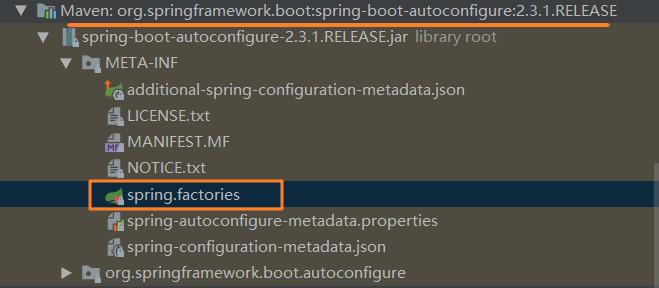 Maven: org.springframework.boot:spring-boot-autoconfigure:2.3.1.RELEASE
spring-boot-autoconfigure-2.3.1.RELEASE.jar library root
META-INF
additional-spring-configuration-metadata.json
LICENSE.txt
MF MANIFEST.MF
NOTICE.txt
spring.factories
spring-autoconfigure-metadata.properties
spring-configuration-metadata.json
org.springframework.boot.autoconfigure